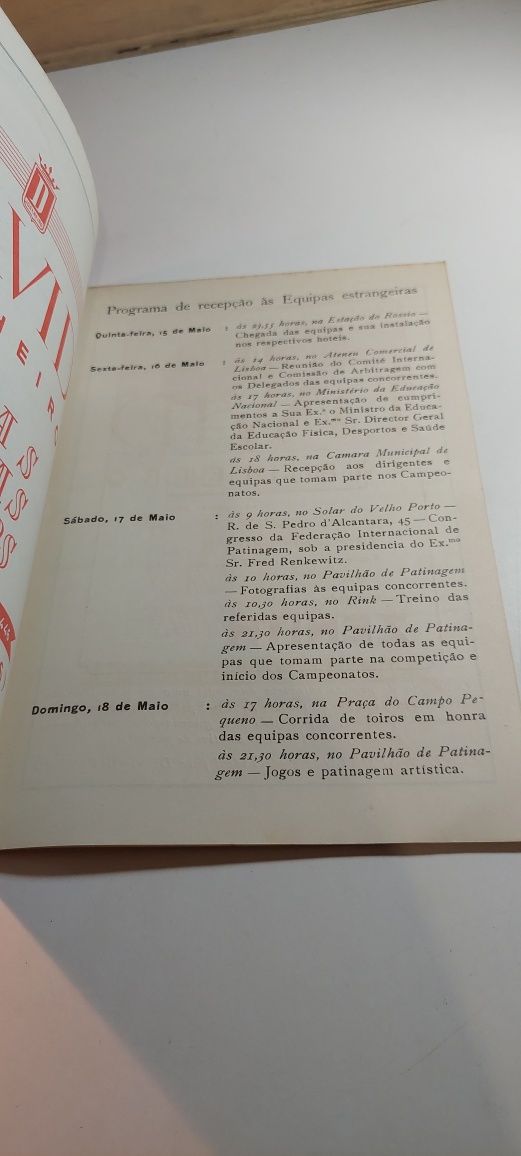 Programa de recepção às Equipas estrangeiras
Quinta-feira, 15 de Maio : às 23,55 horas, na Estação do Rossio —
Chegada das equipas e sua instalação
nos respectivos hoteis.
Sexta-feira, 16 de Maio : às 14 horas, no Ateneu Comercial de
Lisboa — Reunião do Comité Interna-
cional e Comissão de Arbitragem com
os Delegados das equipas concorrentes.
às 17 horas, no Ministério da Educação
Nacional — Apresentação de cumpri-
mentos a Sua Ex.ª o Ministro da Educa-
ção Nacional e Ex.mo Sr. Director Geral
da Educação Física, Desportos e Saúde
Escolar.
às 18 horas, na Camara Municipal de
Lisboa — Recepção aos dirigentes e
equipas que tomam parte nos Campeo-
natos.
Sábado, 17 de Maio : às 9 horas, no Solar do Velho Porto —
R. de S. Pedro d'Alcantara, 45 — Con-
gresso da Federação Internacional de
Patinagem, sob a presidencia do Ex.mo
Sr. Fred Renkewitz.
às 10 horas, no Pavilhão de Patinagem
— Fotografias às equipas concorrentes.
às 10,30 horas, no Rink — Treino das
referidas equipas.
às 21,30 horas, no Pavilhão de Patina-
gem — Apresentação de todas as equi-
pas que tomam parte na competição e
início dos Campeonatos.
Domingo, 18 de Maio : às 17 horas, na Praça do Campo Pe-
queno — Corrida de toiros em honra
das equipas concorrentes.
às 21,30 horas, no Pavilhão de Patina-
gem — Jogos e patinagem artística.